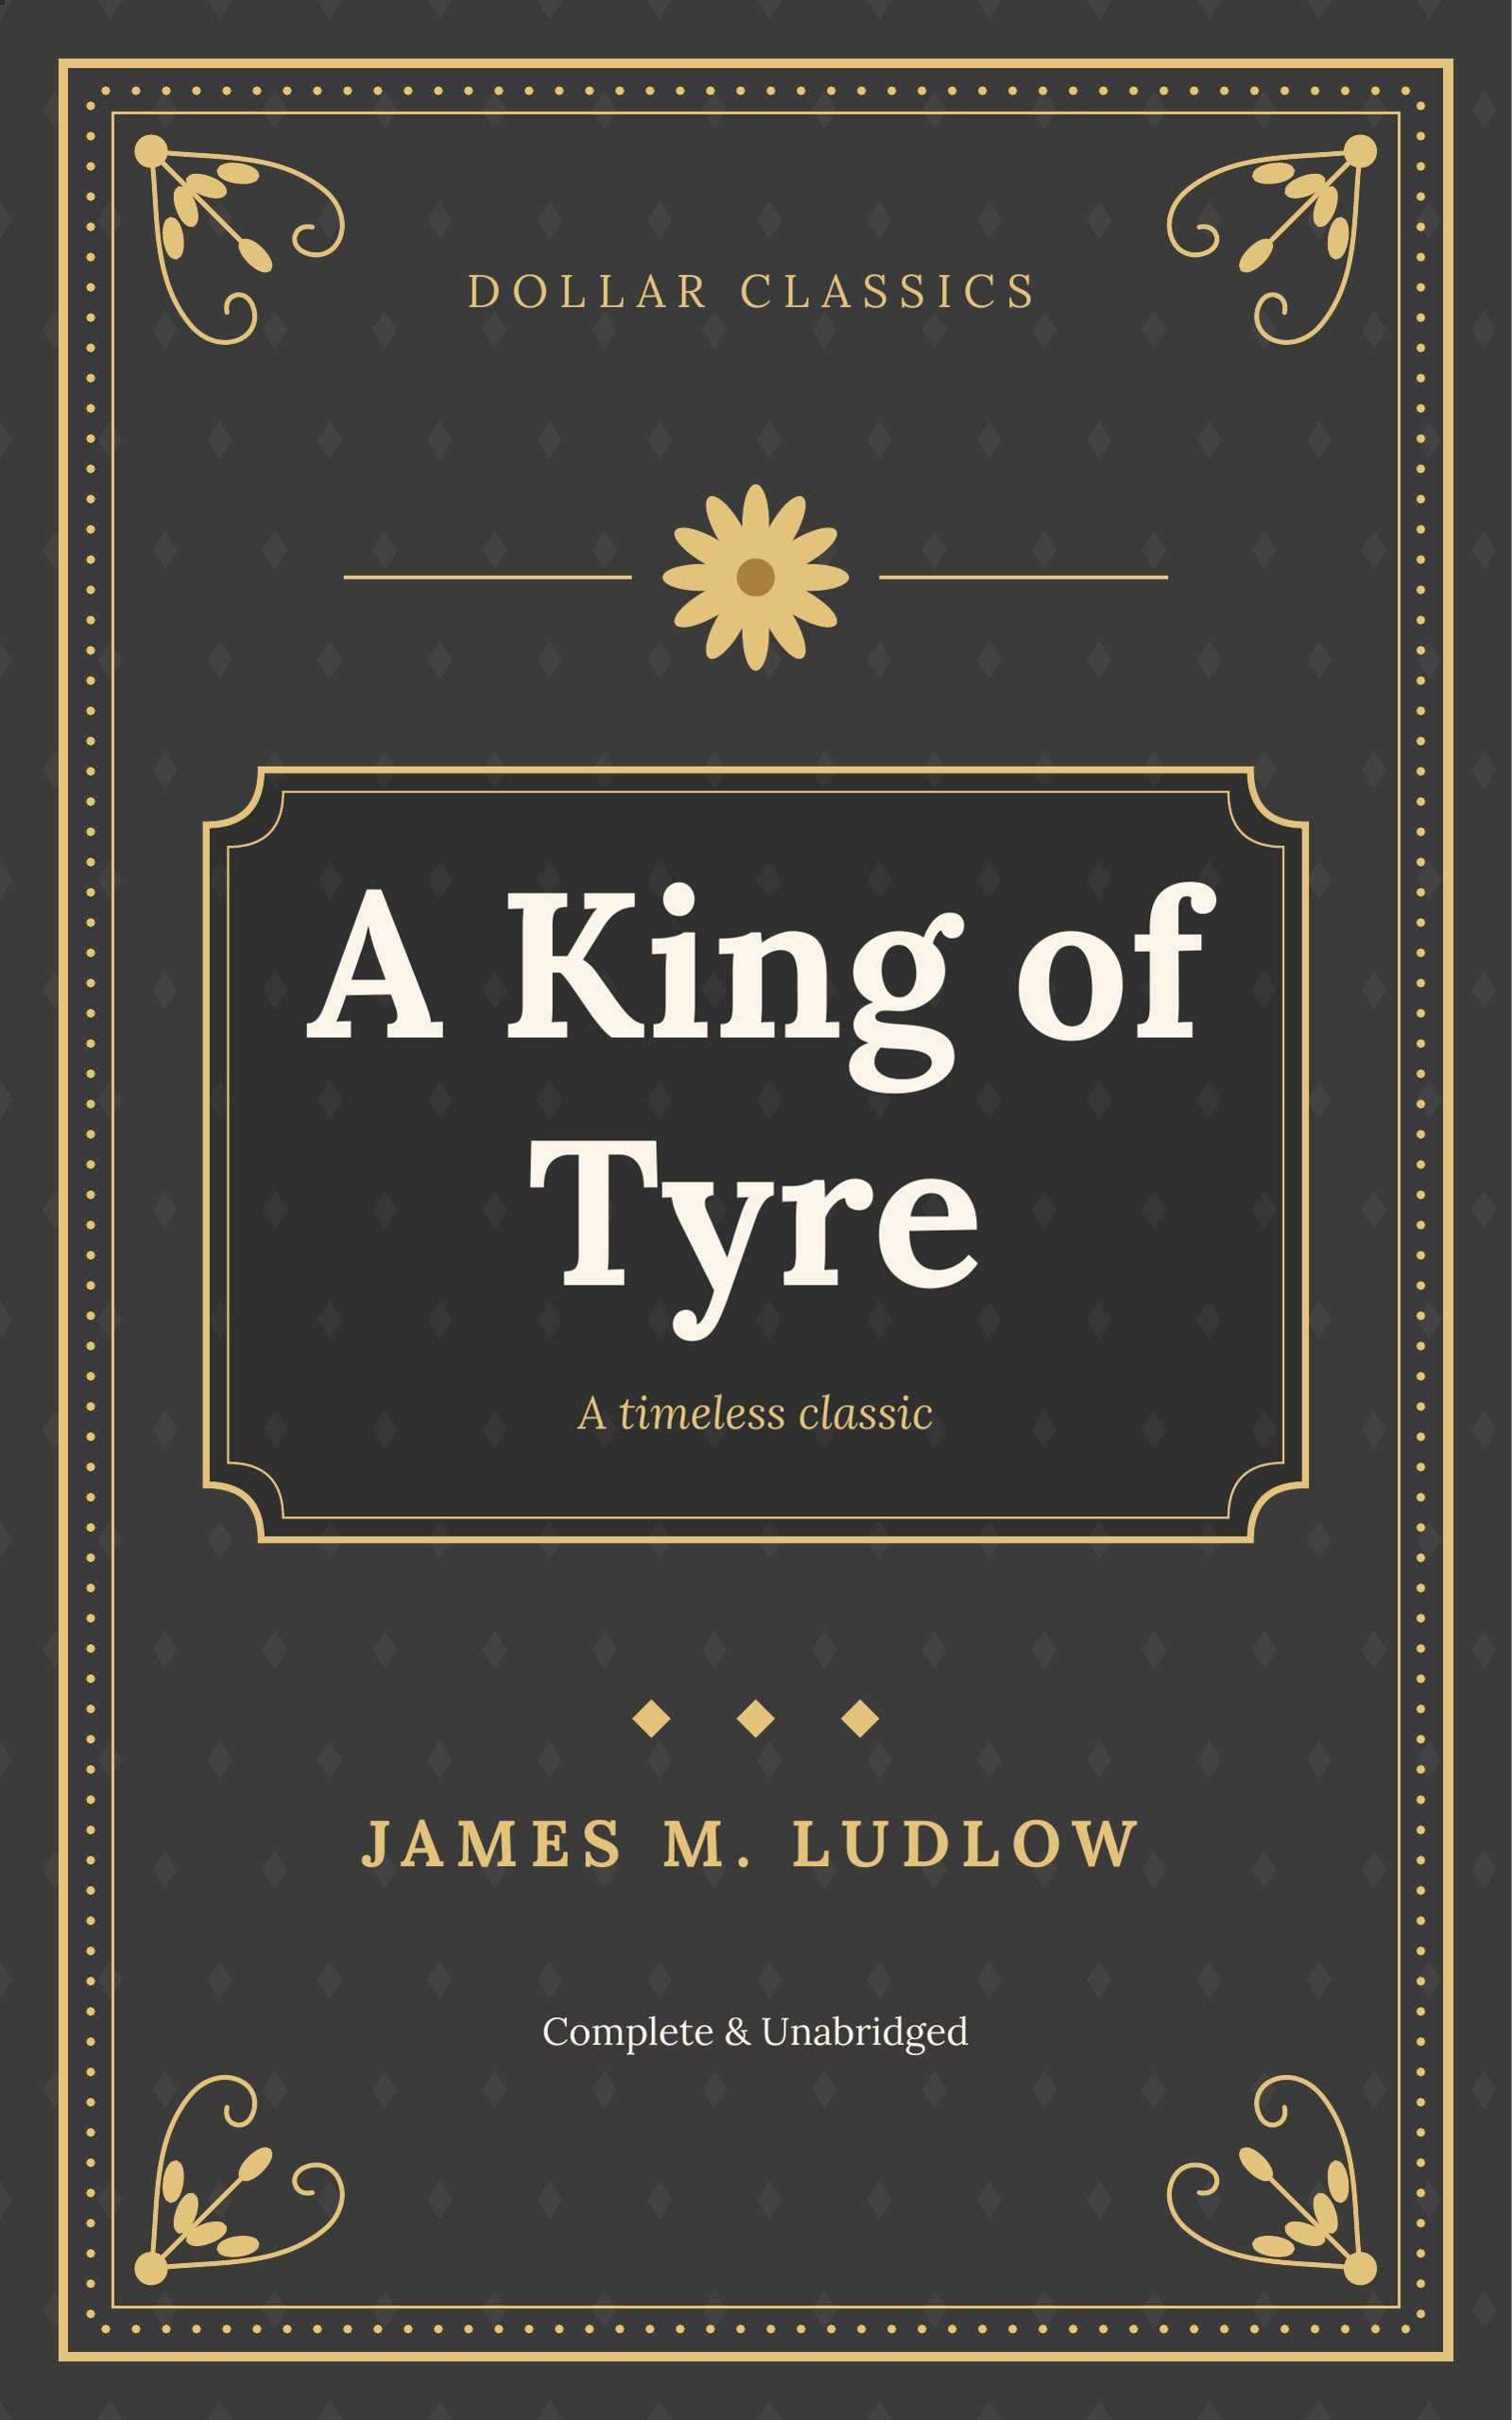 DOLLAR CLASSICS
A King of
Tyre
A timeless classic
JAMES M. LUDLOW
Complete & Unabridged